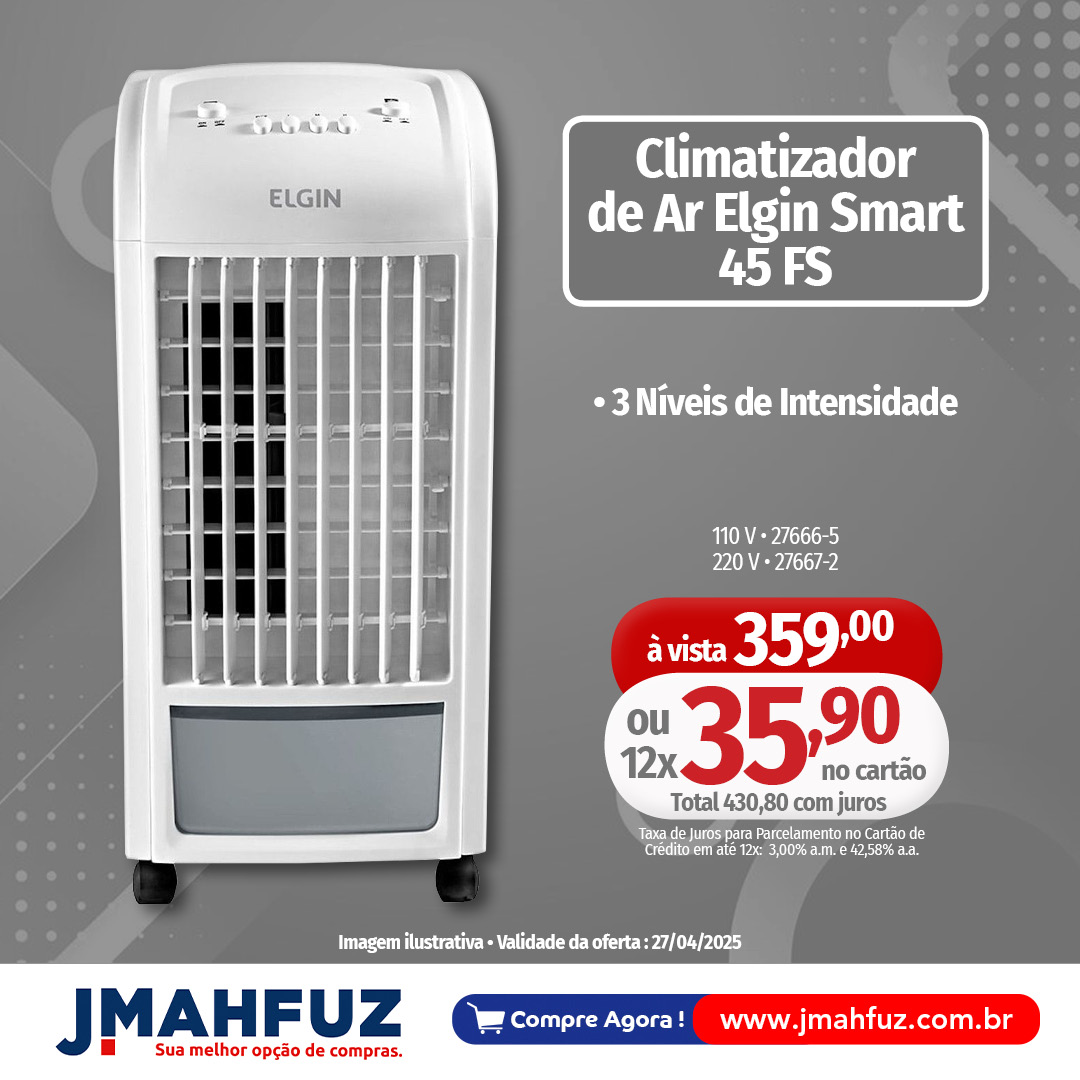 ELGIN
Climatizador
de Ar Elgin Smart
45 FS
• 3 Níveis de Intensidade
110 V • 27666-5
220 V • 27667-2
à vista 359,00
ou
12x 35,90
no cartão
Total 430,80 com juros
Taxa de Juros para Parcelamento no Cartão de
Crédito em até 12x: 3,00% a.m. e 42,58% a.a.
Imagem ilustrativa • Validade da oferta : 27/04/2025
JMAHFUZ
Sua melhor opção de compras.
Compre Agora !
www.jmahfuz.com.br